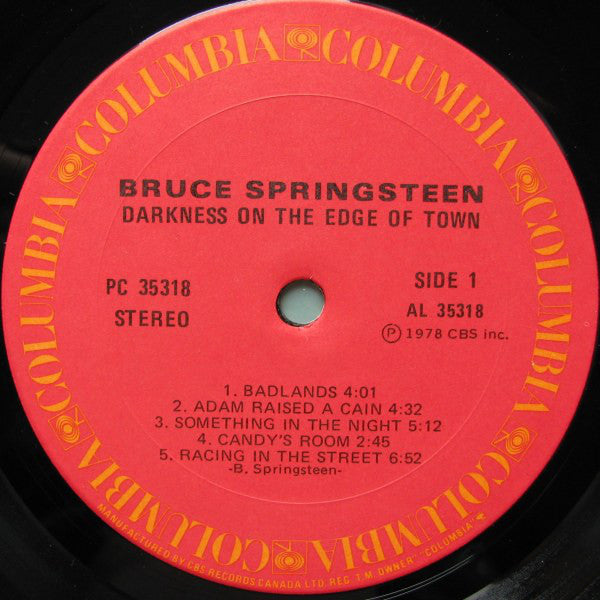 COLUMBIA COLUMBIA COLUMBIA COLUMBIA COLUMBIA COLUMBIA COLUMBIA
BRUCE SPRINGSTEEN
DARKNESS ON THE EDGE OF TOWN
PC 35318
STEREO
SIDE 1
AL 35318
Ⓟ 1978 CBS inc.
1. BADLANDS 4:01
2. ADAM RAISED A CAIN 4:32
3. SOMETHING IN THE NIGHT 5:12
4. CANDY'S ROOM 2:45
5. RACING IN THE STREET 6:52
-B. Springsteen-
MANUFACTURED BY CBS RECORDS CANADA LTD. REG. T.M. OWNER "COLUMBIA"